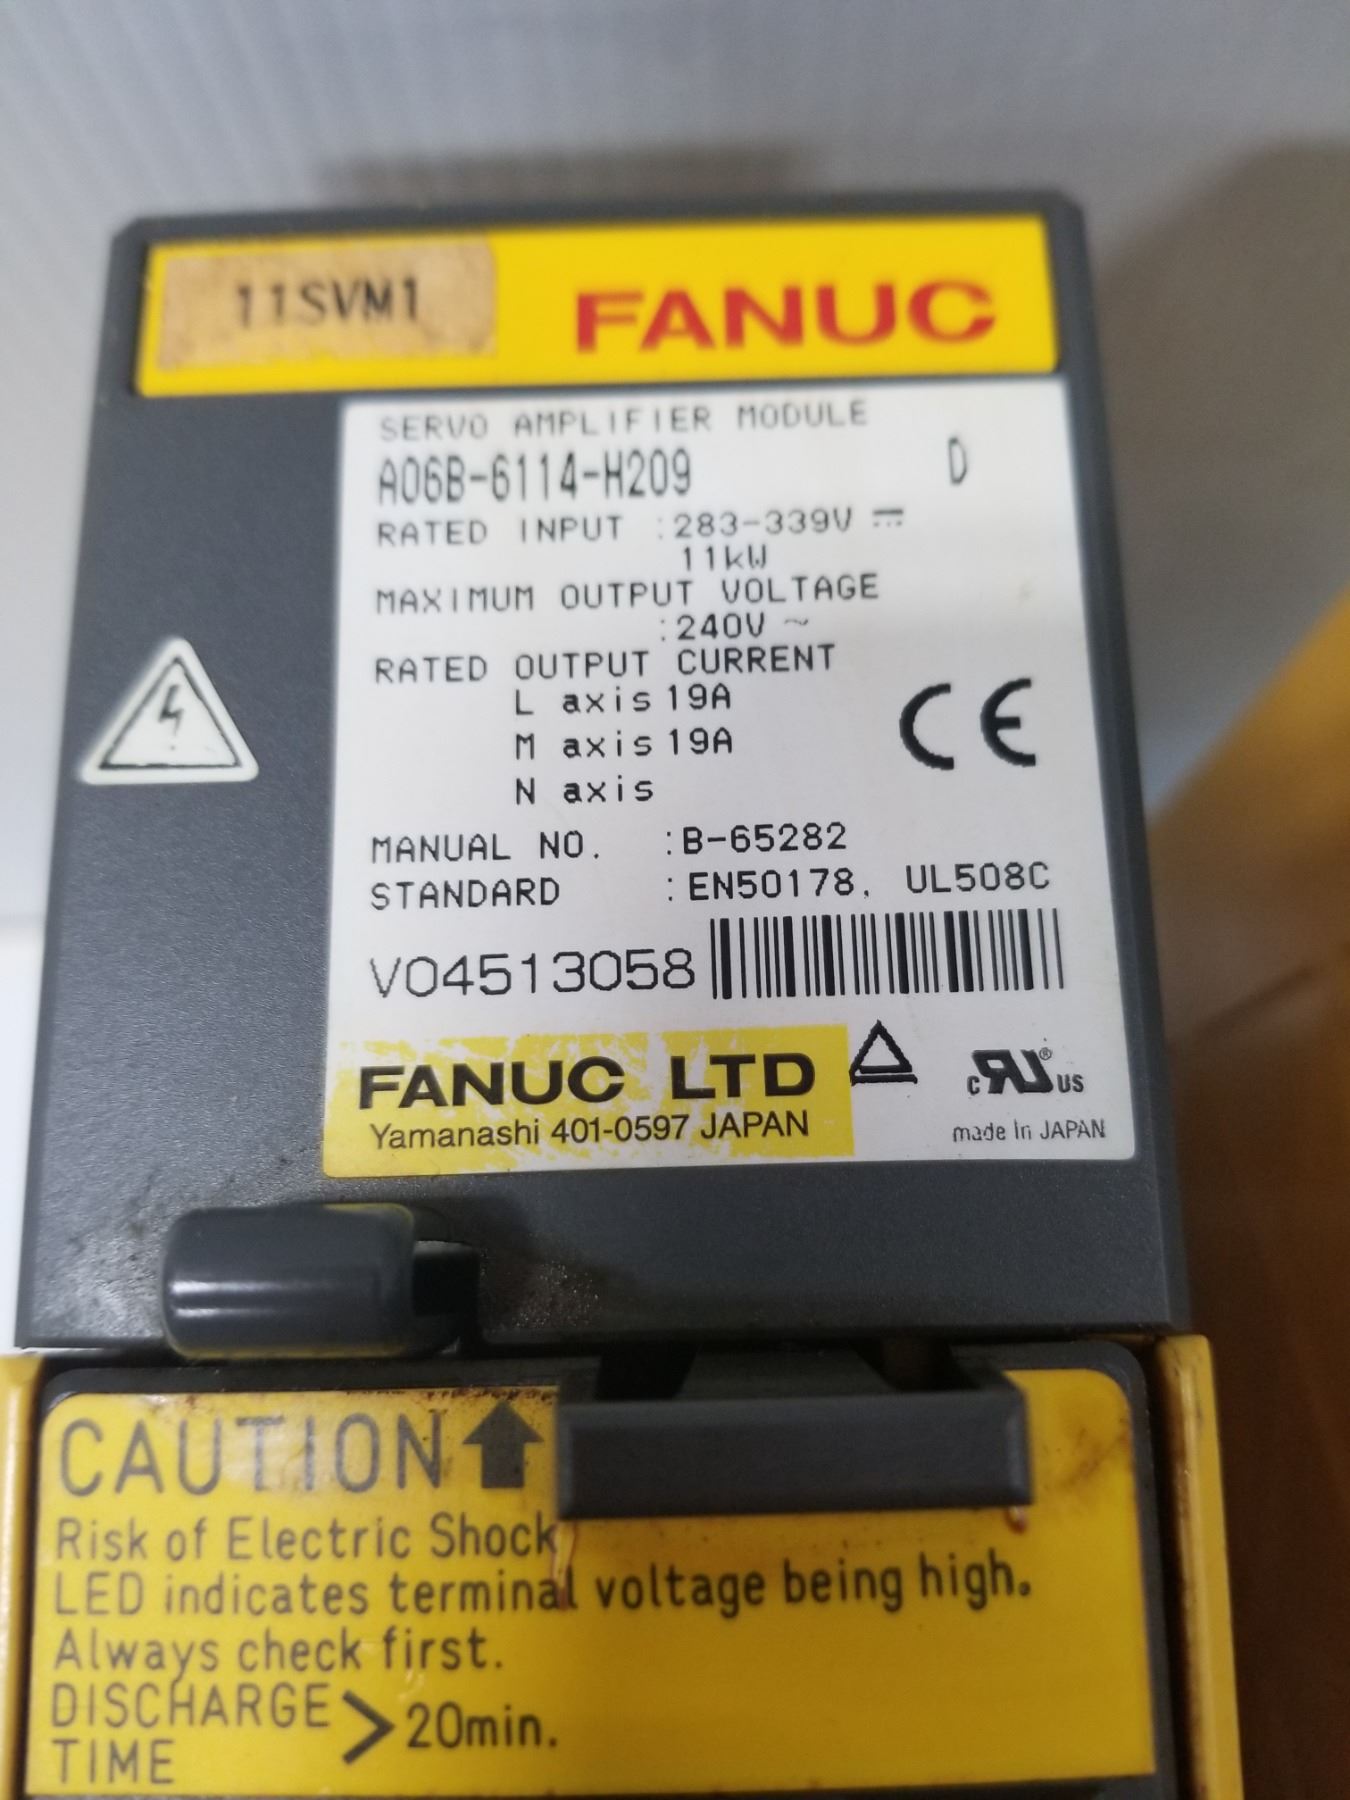 11SVM1
FANUC
SERVO AMPLIFIER MODULE
A06B-6114-H209 D
RATED INPUT :283-339V ⎓
11kW
MAXIMUM OUTPUT VOLTAGE
:240V ~
RATED OUTPUT CURRENT
L axis 19A
M axis 19A
N axis
CE
MANUAL NO. :B-65282
STANDARD :EN50178, UL508C
V04513058
FANUC LTD
Yamanashi 401-0597 JAPAN
c RU ® US
made in JAPAN
CAUTION
Risk of Electric Shock
LED indicates terminal voltage being high.
Always check first.
DISCHARGE
TIME > 20min.